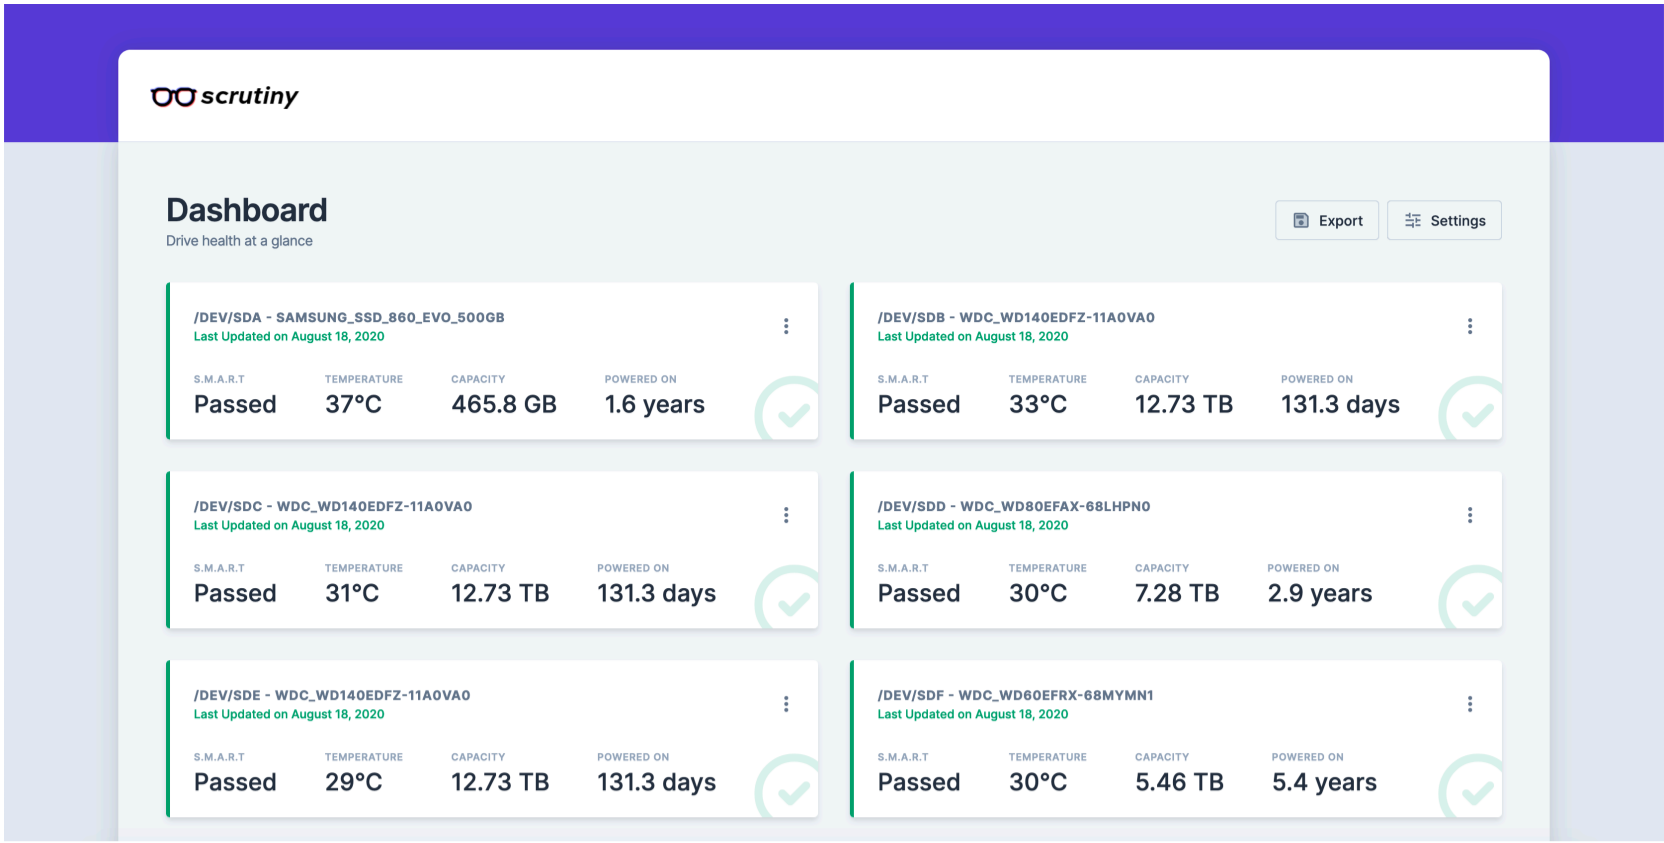 scrutiny
Dashboard
Drive health at a glance
Export
Settings
/DEV/SDA - SAMSUNG_SSD_860_EVO_500GB
Last Updated on August 18, 2020
S.M.A.R.T TEMPERATURE CAPACITY POWERED ON
Passed 37°C 465.8 GB 1.6 years
/DEV/SDB - WDC_WD140EDFZ-11A0VA0
Last Updated on August 18, 2020
S.M.A.R.T TEMPERATURE CAPACITY POWERED ON
Passed 33°C 12.73 TB 131.3 days
/DEV/SDC - WDC_WD140EDFZ-11A0VA0
Last Updated on August 18, 2020
S.M.A.R.T TEMPERATURE CAPACITY POWERED ON
Passed 31°C 12.73 TB 131.3 days
/DEV/SDD - WDC_WD80EFAX-68LHPN0
Last Updated on August 18, 2020
S.M.A.R.T TEMPERATURE CAPACITY POWERED ON
Passed 30°C 7.28 TB 2.9 years
/DEV/SDE - WDC_WD140EDFZ-11A0VA0
Last Updated on August 18, 2020
S.M.A.R.T TEMPERATURE CAPACITY POWERED ON
Passed 29°C 12.73 TB 131.3 days
/DEV/SDF - WDC_WD60EFRX-68MYMN1
Last Updated on August 18, 2020
S.M.A.R.T TEMPERATURE CAPACITY POWERED ON
Passed 30°C 5.46 TB 5.4 years